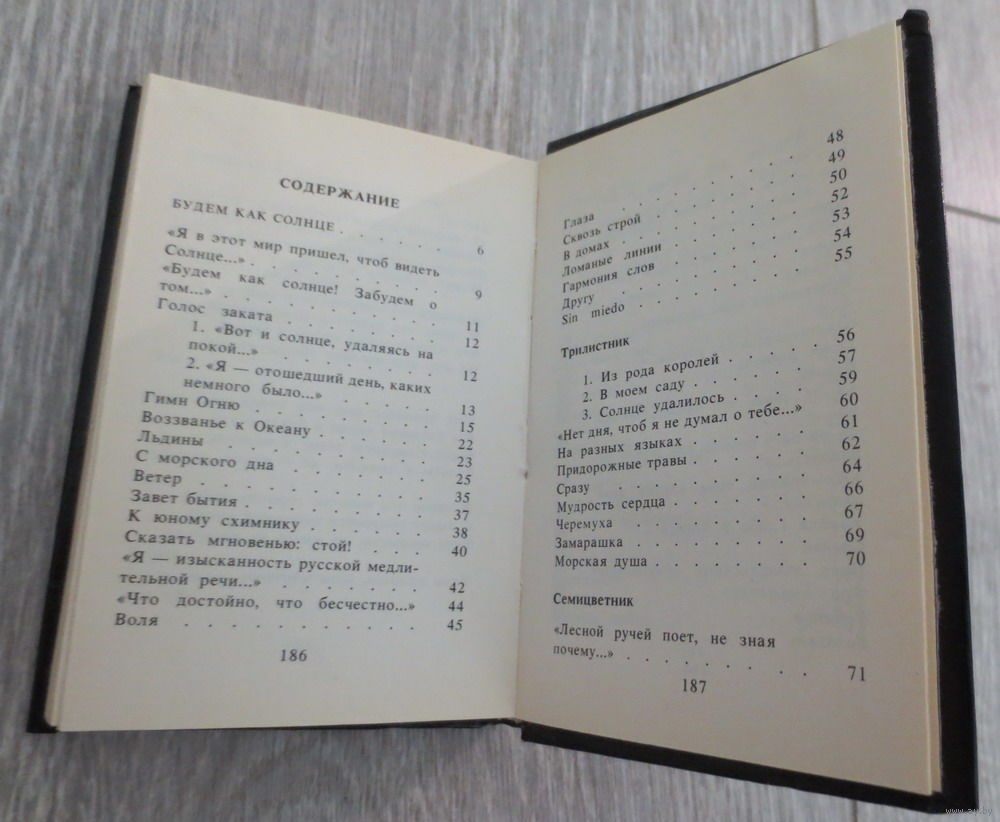 СОДЕРЖАНИЕ
БУДЕМ КАК СОЛНЦЕ . . . . . . 6
«Я в этот мир пришел, чтоб видеть
Солнце...» . . . . . . . 9
«Будем как солнце! Забудем о
том...» . . . . . . . . 11
Голос заката . . . . . . 12
1. «Вот и солнце, удаляясь на
покой...» . . . . . . 12
2. «Я — отошедший день, каких
немного было...» . . . . 13
Гимн Огню . . . . . . . 15
Воззванье к Океану . . . . 22
Льдины . . . . . . . . 23
С морского дна . . . . . . 25
Ветер . . . . . . . . . 35
Завет бытия . . . . . . . 37
К юному схимнику . . . . . 38
Сказать мгновенью: стой! . . . 40
«Я — изысканность русской медли-
тельной речи...» . . . . . . 42
«Что достойно, что бесчестно...» 44
Воля . . . . . . . . . . 45
186
Глаза . . . . . . . . 48
Сквозь строй . . . . . . 49
В домах . . . . . . . 50
Ломаные линии . . . . . 52
Гармония слов . . . . . 53
Другу . . . . . . . . 54
Sin miedo . . . . . . . 55
Трилистник
1. Из рода королей . . . . 56
2. В моем саду . . . . . 57
3. Солнце удалилось . . . . 59
«Нет дня, чтоб я не думал о тебе...» 60
На разных языках . . . . . 61
Придорожные травы . . . . . 62
Сразу . . . . . . . . 64
Мудрость сердца . . . . . 66
Черемуха . . . . . . . 67
Замарашка . . . . . . . 69
Морская душа . . . . . . 70
Семицветник
«Лесной ручей поет, не зная
почему...» . . . . . . . 71
187
www.ay.by